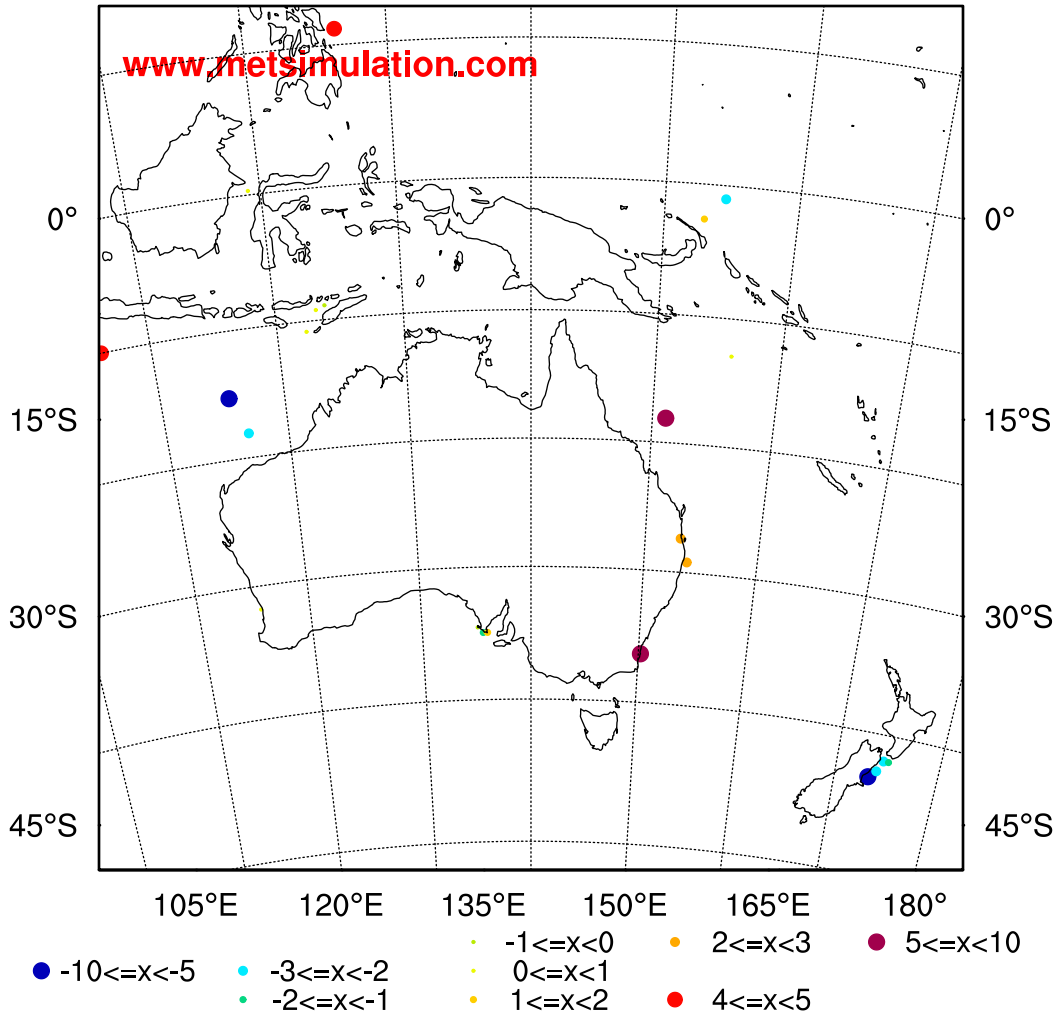 www.metsimulation.com
0° 0°
15°S 15°S
30°S 30°S
45°S 45°S
105°E 120°E 135°E 150°E 165°E 180°
-1<=x<0 2<=x<3 5<=x<10
-10<=x<-5 -3<=x<-2 0<=x<1
-2<=x<-1 1<=x<2 4<=x<5